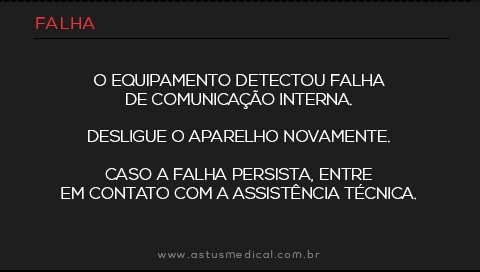 FALHA
O EQUIPAMENTO DETECTOU FALHA
DE COMUNICAÇÃO INTERNA.
DESLIGUE O APARELHO NOVAMENTE.
CASO A FALHA PERSISTA, ENTRE
EM CONTATO COM A ASSISTÊNCIA TÉCNICA.
www.astusmedical.com.br